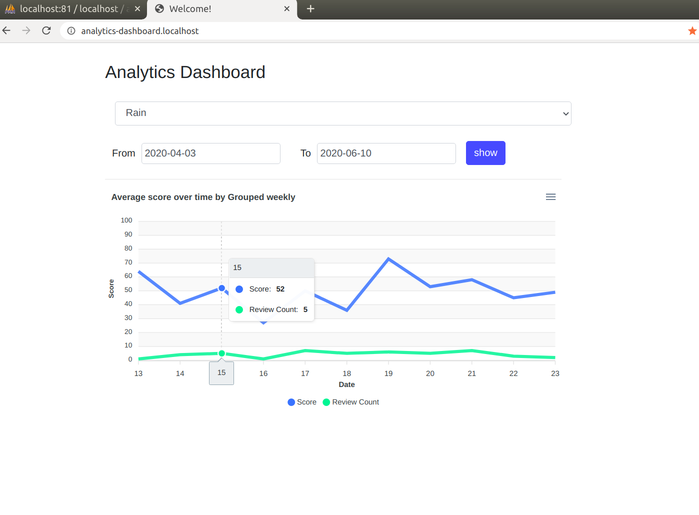 localhost:81 / localhost /
Welcome!
analytics-dashboard.localhost
Analytics Dashboard
Rain
From 2020-04-03 To 2020-06-10 show
Average score over time by Grouped weekly
100
90
80
70
60
50
40
30
20
10
0
Score
15
Score: 52
Review Count: 5
13 14 15 16 17 18 19 20 21 22 23
Date
Score Review Count